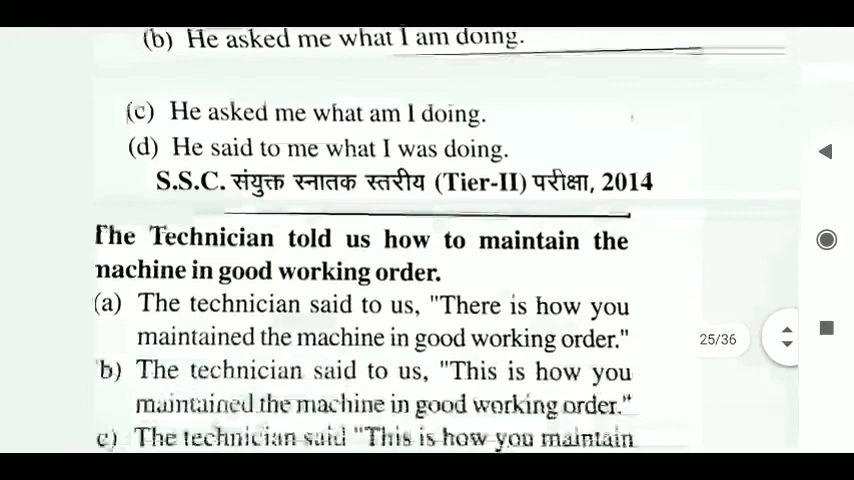 (b) He asked me what I am doing.
(c) He asked me what am I doing.
(d) He said to me what I was doing.
S.S.C. संयुक्त स्नातक स्तरीय (Tier-II) परीक्षा, 2014
The Technician told us how to maintain the
machine in good working order.
(a) The technician said to us, "There is how you
maintained the machine in good working order."
b) The technician said to us, "This is how you
maintained the machine in good working order."
c) The technician said "This is how you maintain
25/36